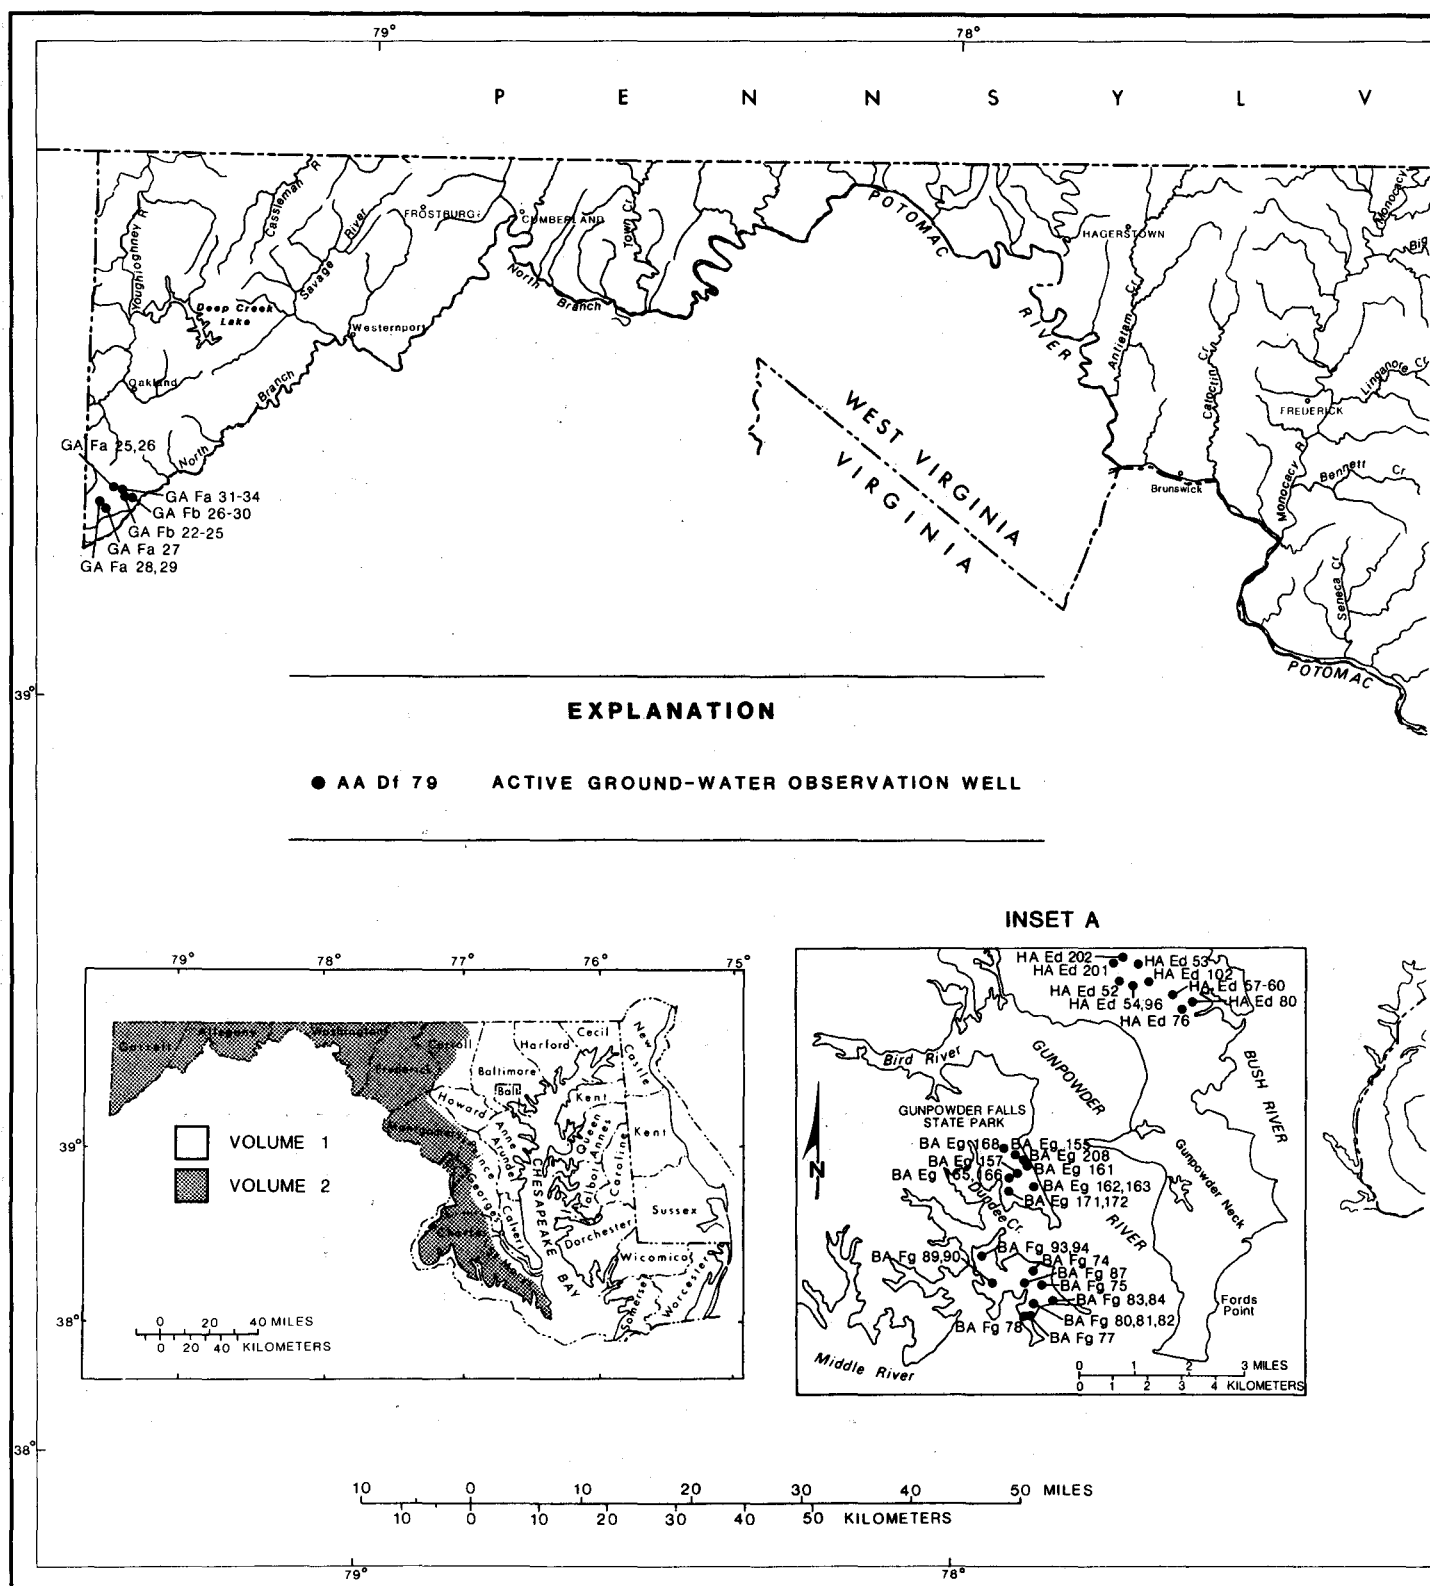 79°
78°
P E N N S Y L V
Youghiogheny R
Casselman R
Savage River
FROSTBURG
CUMBERLAND
Town Cr
POTOMAC
RIVER
HAGERSTOWN
Monocacy
Big
Deep Creek
Lake
North
Branch
Westernport
Oakland
North Branch
Antietam Cr
Catoctin Cr
Linganore Cr
FREDERICK
Monocacy R
Bennett Cr
Brunswick
Seneca Cr
POTOMAC
WEST VIRGINIA
VIRGINIA
GA Fa 25,26
GA Fa 31-34
GA Fb 26-30
GA Fb 22-25
GA Fa 27
GA Fa 28,29
39°
EXPLANATION
AA Df 79 ACTIVE GROUND-WATER OBSERVATION WELL
79° 78° 77° 76° 75°
39°
38°
Garrett
Allegany
Washington
Frederick
Carroll
Baltimore
Balt
Harford
Cecil
New
Castle
Howard
Montgomery
Anne
Arundel
Prince
Georges
Calvert
Charles
St Marys
CHESAPEAKE
BAY
Kent
Queen
Annes
Talbot
Caroline
Kent
Sussex
Dorchester
Wicomico
Somerset
Worcester
VOLUME 1
VOLUME 2
0 20 40 MILES
0 20 40 KILOMETERS
INSET A
HA Ed 202
HA Ed 53
HA Ed 201
HA Ed 102
HA Ed 52
HA Ed 57-60
HA Ed 54,96
HA Ed 80
HA Ed 76
Bird River
GUNPOWDER
RIVER
BUSH RIVER
GUNPOWDER FALLS
STATE PARK
N
Gunpowder Neck
BA Eg 168
BA Eg 155
BA Eg 208
BA Eg 157
BA Eg 161
BA Eg 165,166
BA Eg 162,163
BA Eg 171,172
Dundee Cr.
BA Fg 93,94
BA Fg 89,90
BA Fg 74
BA Fg 87
BA Fg 75
BA Fg 83,84
BA Fg 80,81,82
BA Fg 78
BA Fg 77
Fords
Point
Middle River
0 1 2 3 MILES
0 1 2 3 4 KILOMETERS
38°
10 0 10 20 30 40 50 MILES
10 0 10 20 30 40 50 KILOMETERS
79°
78°